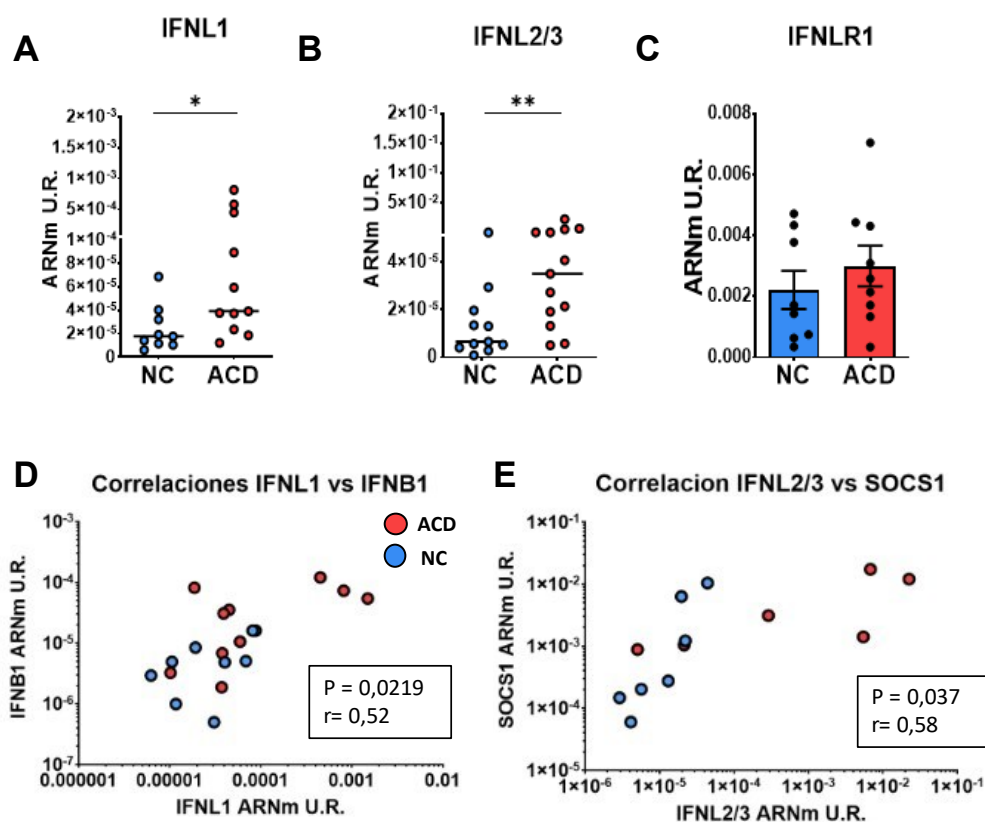 A
IFNL1
*
ARNm U.R.
2×10⁻³
1.5×10⁻³
1×10⁻³
5×10⁻⁴
1×10⁻⁴
8×10⁻⁵
6×10⁻⁵
4×10⁻⁵
2×10⁻⁵
0
NC ACD
B
IFNL2/3
**
ARNm U.R.
2×10⁻¹
1.5×10⁻¹
1×10⁻¹
5×10⁻²
4×10⁻⁵
2×10⁻⁵
0
NC ACD
C
IFNLR1
ARNm U.R.
0.008
0.006
0.004
0.002
0.000
NC ACD
D
Correlaciones IFNL1 vs IFNB1
ACD
NC
IFNB1 ARNm U.R.
10⁻³
10⁻⁴
10⁻⁵
10⁻⁶
10⁻⁷
P = 0,0219
r= 0,52
0.000001 0.00001 0.0001 0.001 0.01
IFNL1 ARNm U.R.
E
Correlacion IFNL2/3 vs SOCS1
SOCS1 ARNm U.R.
1×10⁻¹
1×10⁻²
1×10⁻³
1×10⁻⁴
1×10⁻⁵
P = 0,037
r= 0,58
1×10⁻⁶ 1×10⁻⁵ 1×10⁻⁴ 1×10⁻³ 1×10⁻² 1×10⁻¹
IFNL2/3 ARNm U.R.